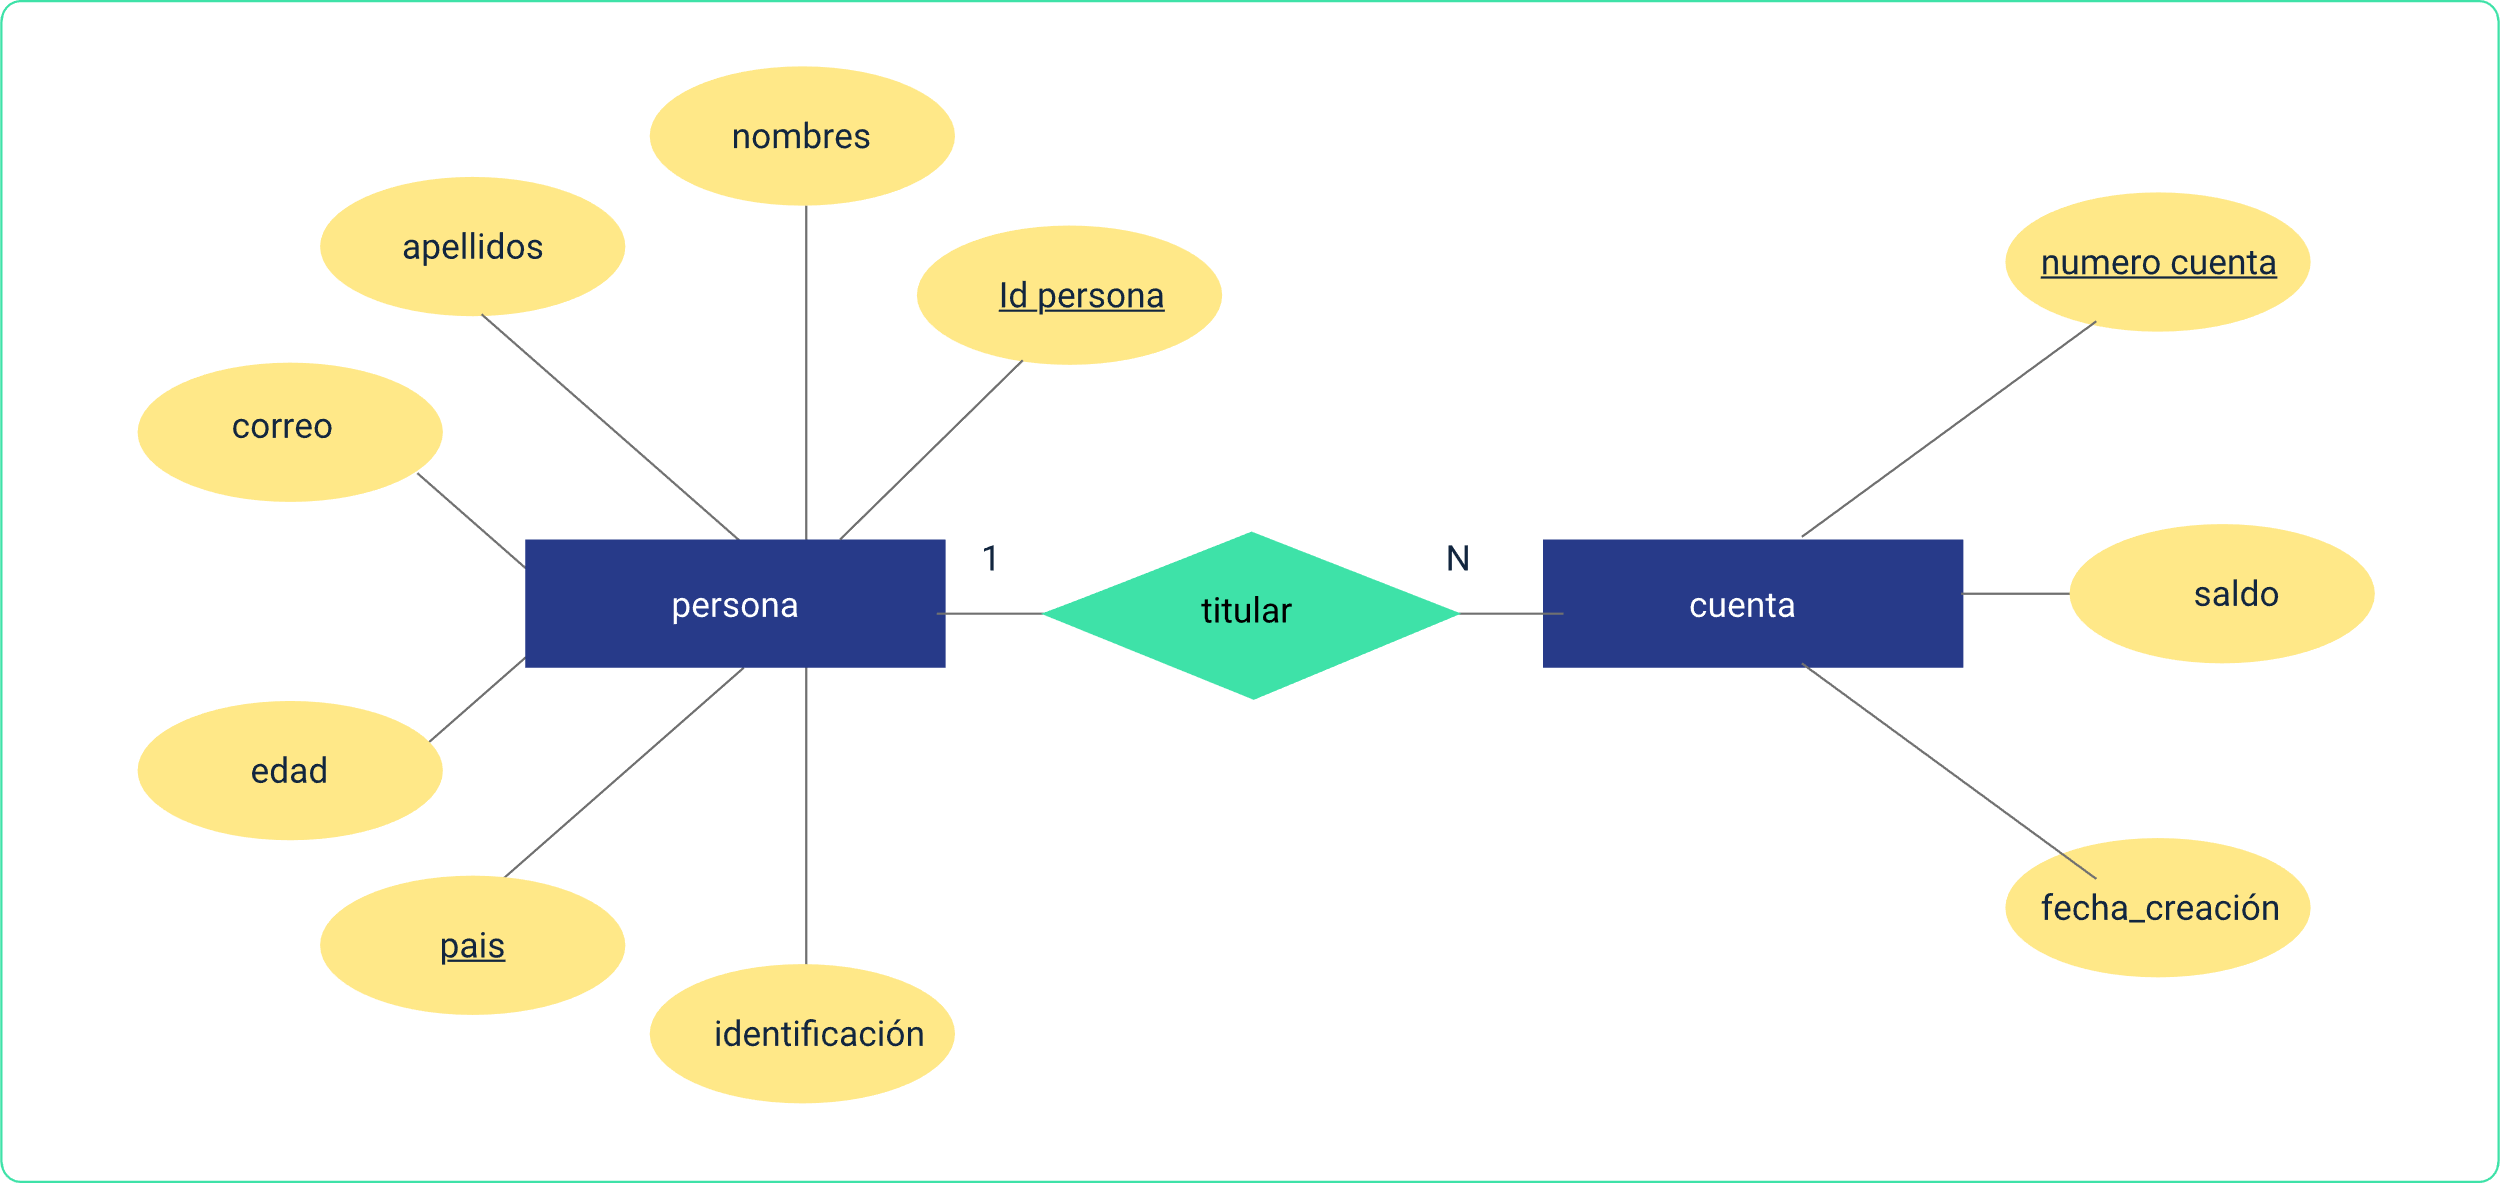 nombres
apellidos
Id persona
numero cuenta
correo
1
N
persona
titular
cuenta
saldo
edad
pais
fecha_creación
identificación